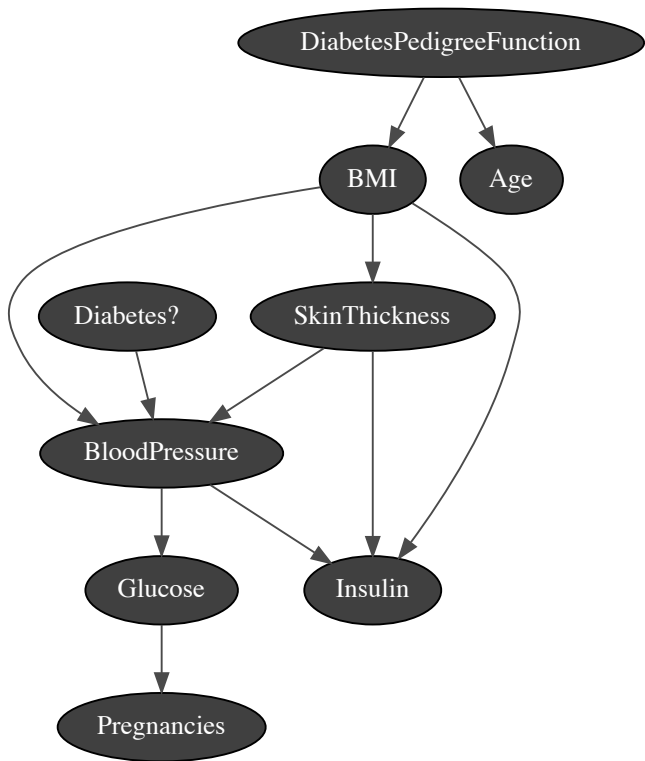 DiabetesPedigreeFunction
BMI
Age
Diabetes?
SkinThickness
BloodPressure
Glucose
Insulin
Pregnancies